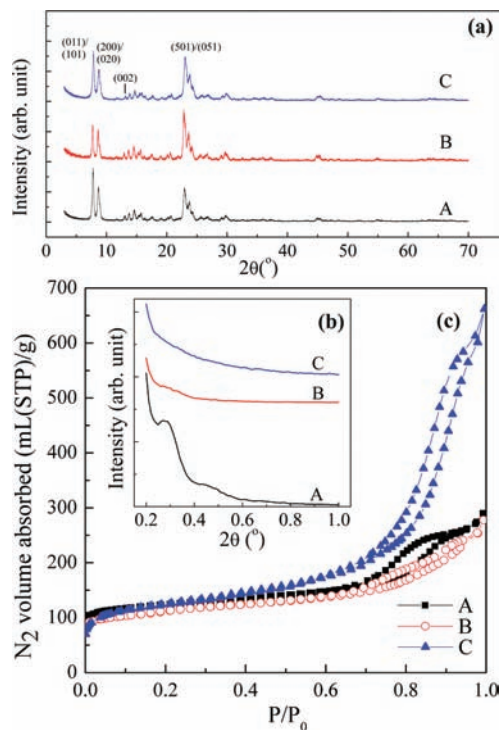 (a)
(011)/
(101)
(200)/
(020)
(002)
(501)/(051)
C
B
A
Intensity (arb. unit)
0 10 20 30 40 50 60 70
2θ(°)
700
600
500
400
300
200
100
0
N2 volume absorbed (mL(STP)/g)
(b)
C
B
A
Intensity (arb. unit)
0.2 0.4 0.6 0.8 1.0
2θ (°)
(c)
A
B
C
0.0 0.2 0.4 0.6 0.8 1.0
P/P0